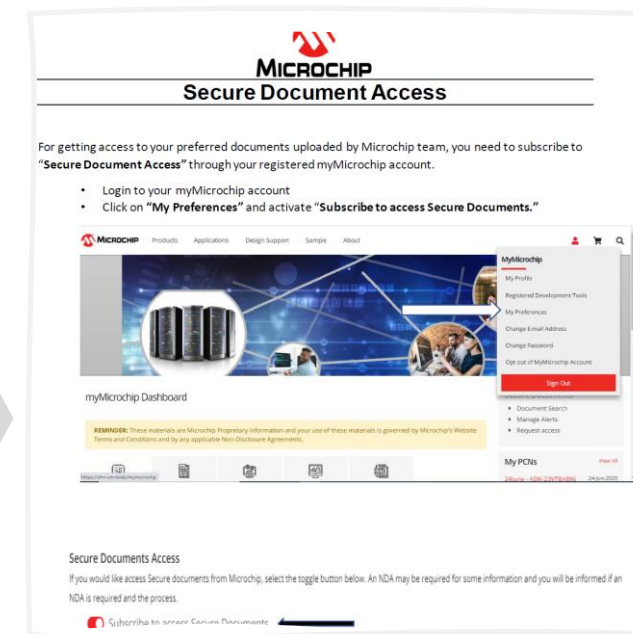 MICROCHIP
Secure Document Access
For getting access to your preferred documents uploaded by Microchip team, you need to subscribe to
“Secure Document Access” through your registered myMicrochip account.
• Login to your myMicrochip account
• Click on “My Preferences” and activate “Subscribe to access Secure Documents.”
MICROCHIP Products Applications Design Support Sample About
MyMicrochip
My Profile
Registered Development Tools
My Preferences
Change E-mail Address
Change Password
Opt out of MyMicrochip Account
Sign Out
myMicrochip Dashboard
Document Search
Manage Alerts
Request access
REMINDER: These materials are Microchip Proprietary Information and your use of these materials is governed by Microchip's Website
Terms and Conditions and by any applicable Non-Disclosure Agreements.
My PCNs View All
24-Jun-2020
Secure Documents Access
If you would like access Secure documents from Microchip, select the toggle button below. An NDA may be required for some information and you will be informed if an
NDA is required and the process.
Subscribe to access Secure Documents